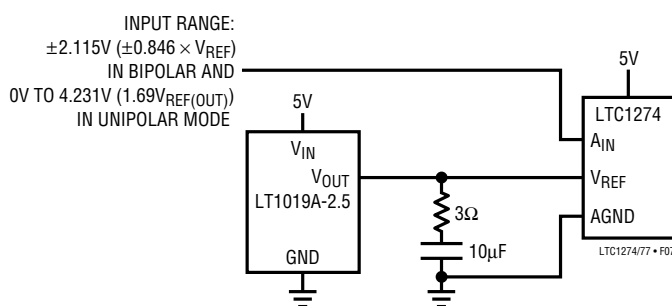 INPUT RANGE:
±2.115V (±0.846 × VREF)
IN BIPOLAR AND
0V TO 4.231V (1.69VREF(OUT))
IN UNIPOLAR MODE
5V
VIN
VOUT
LT1019A-2.5
GND
3Ω
10µF
5V
LTC1274
AIN
VREF
AGND
LTC1274/77 • F07